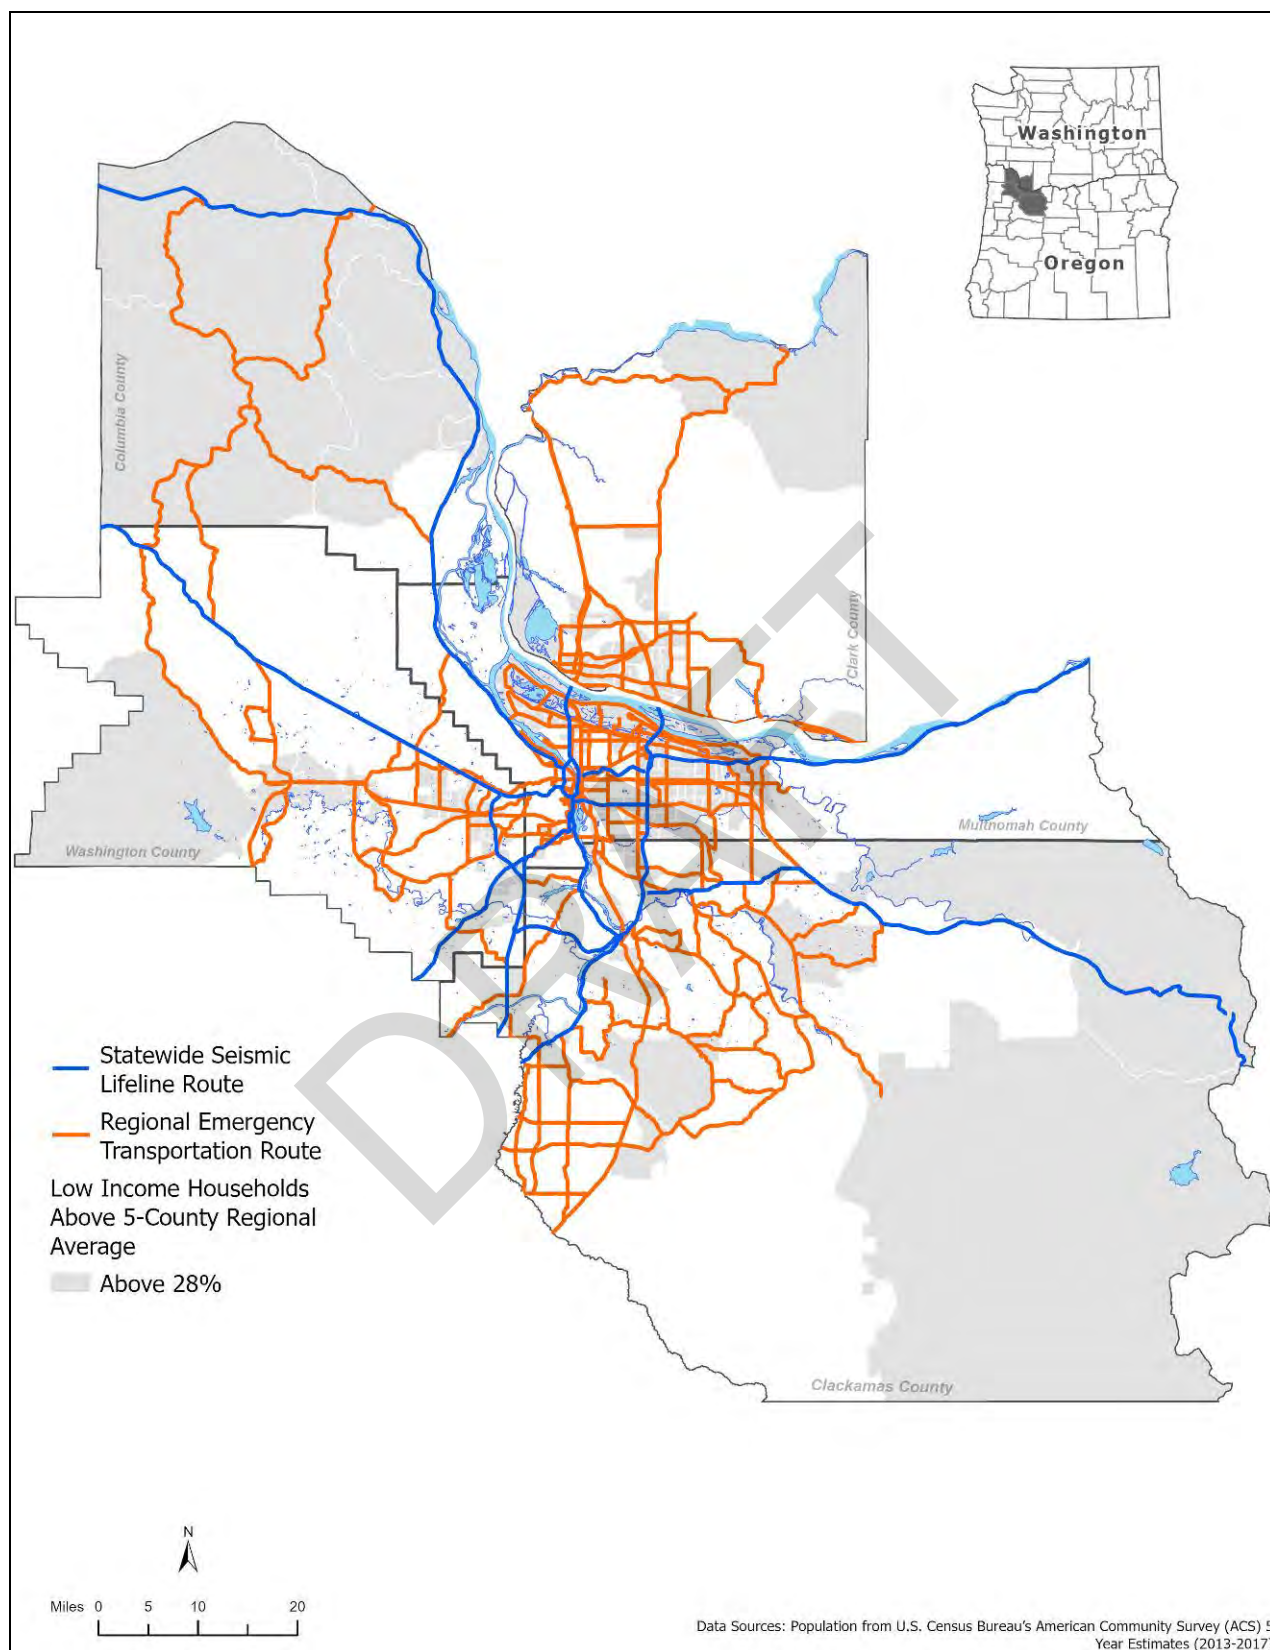 Washington
Oregon
Columbia County
Clark County
Multnomah County
Washington County
DRAFT
Statewide Seismic
Lifeline Route
Regional Emergency
Transportation Route
Low Income Households
Above 5-County Regional
Average
Above 28%
Clackamas County
N
Miles 0 5 10 20
Data Sources: Population from U.S. Census Bureau's American Community Survey (ACS) 5
Year Estimates (2013-2017)